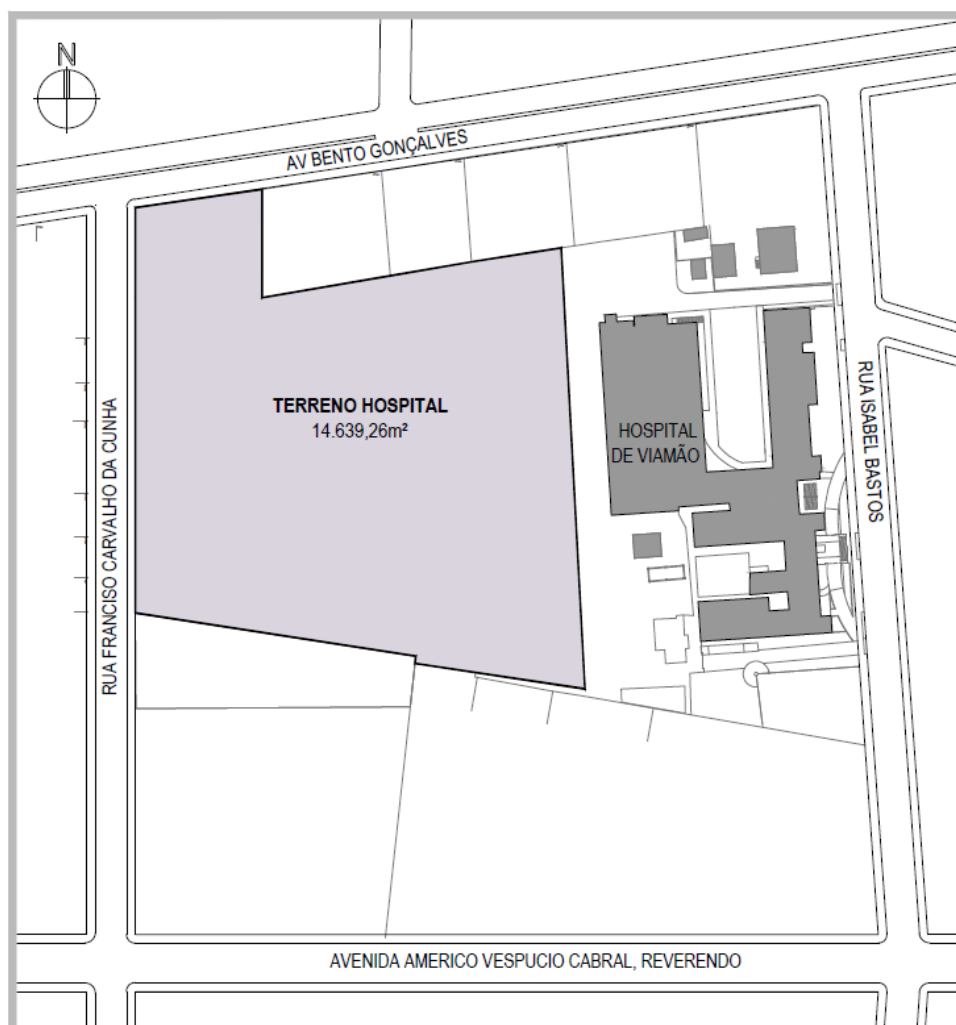 N
AV BENTO GONÇALVES
TERRENO HOSPITAL
14.639,26m²
HOSPITAL
DE VIAMÃO
RUA ISABEL BASTOS
RUA FRANCISO CARVALHO DA CUNHA
AVENIDA AMERICO VESPUCIO CABRAL, REVERENDO